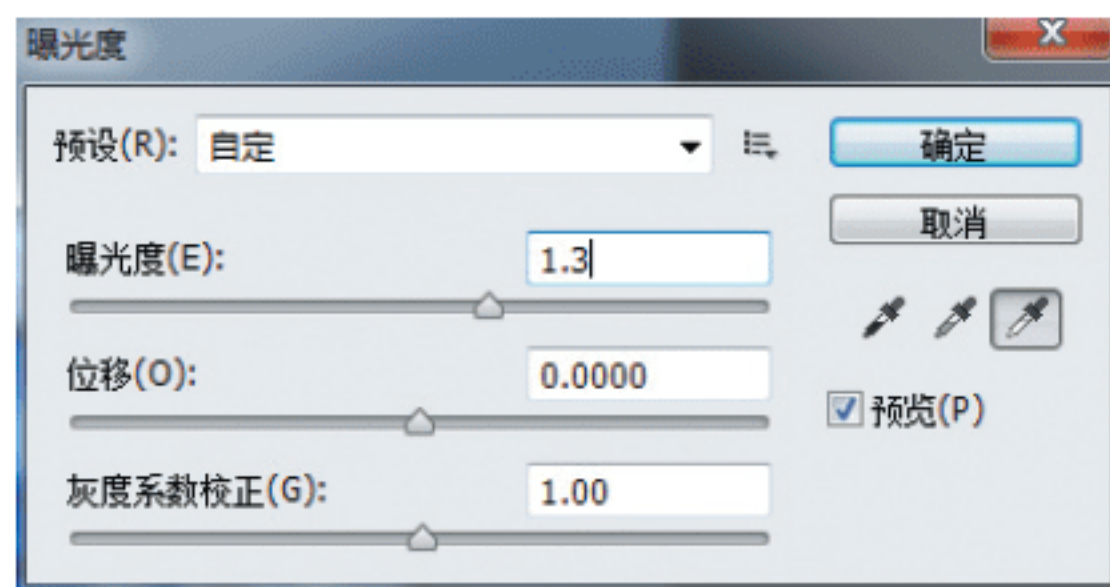 曝光度
预设(R): 自定
确定
取消
曝光度(E): 1.3
位移(O): 0.0000
预览(P)
灰度系数校正(G): 1.00